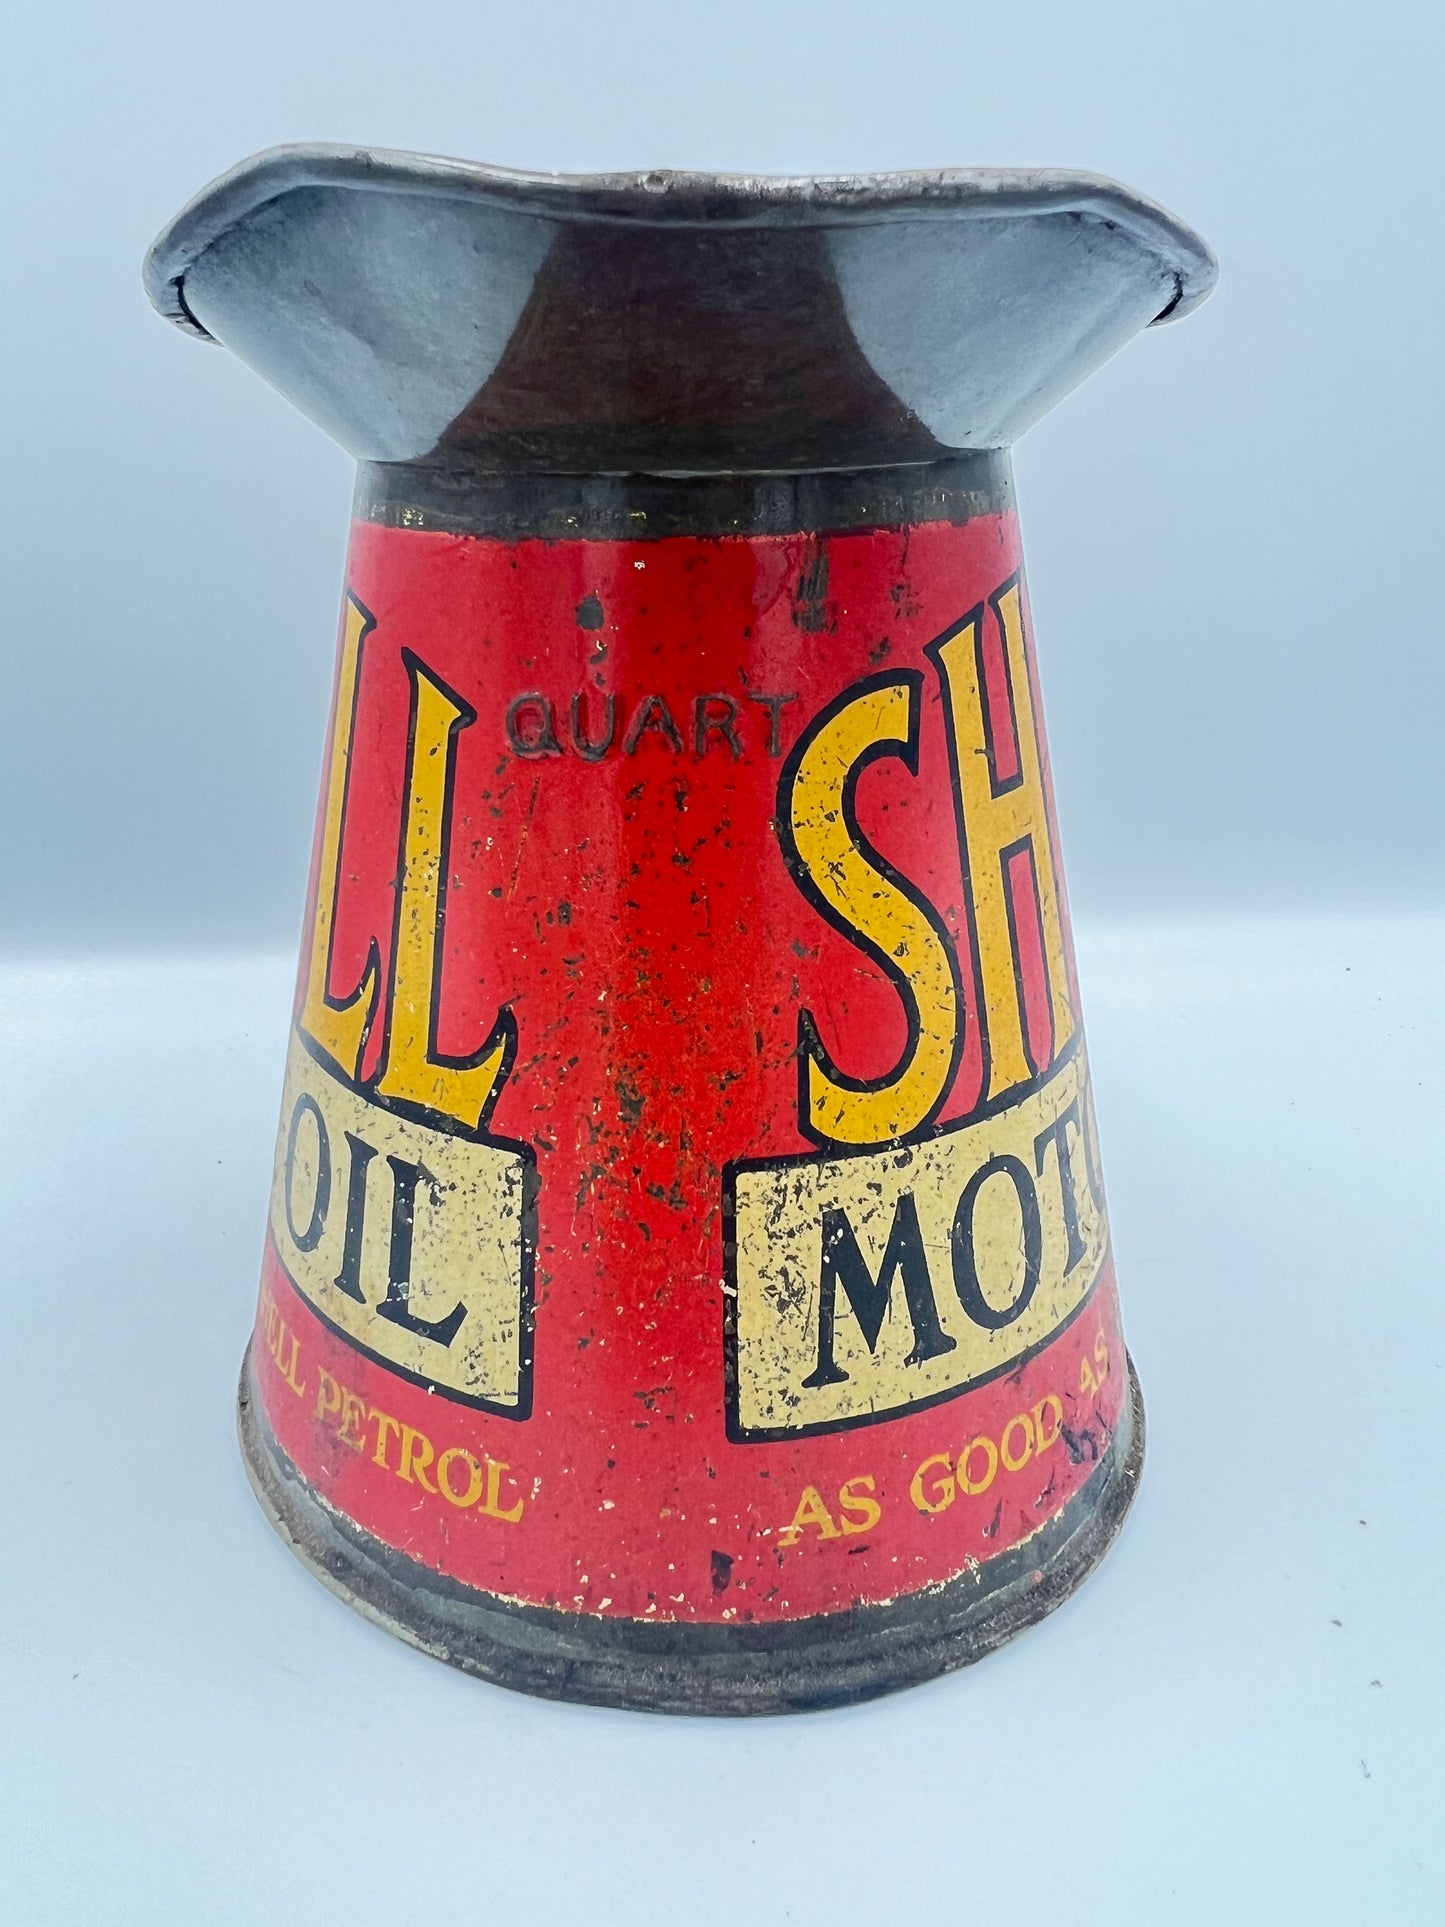 QUART
LL
OIL
ELL PETROL
SH
MOTO
AS GOOD AS